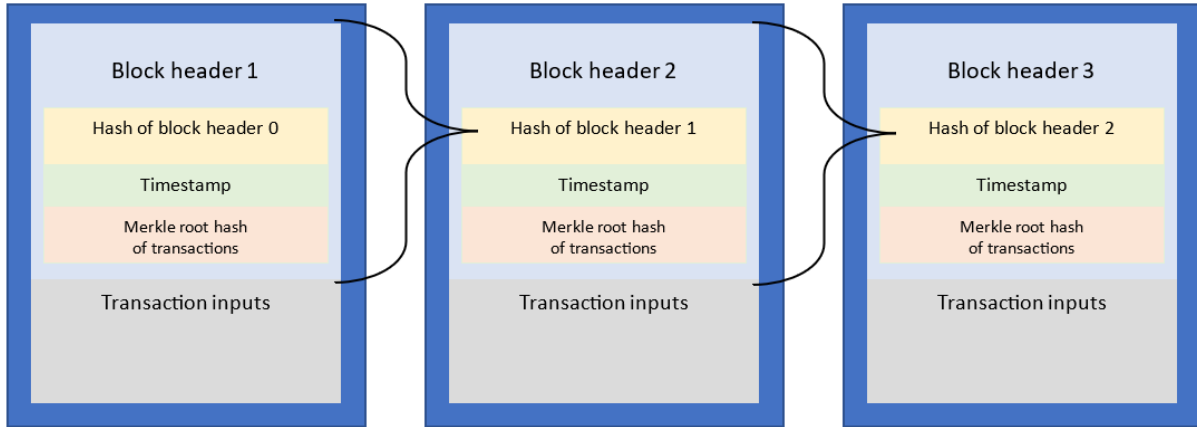 Block header 1
Hash of block header 0
Timestamp
Merkle root hash
of transactions
Transaction inputs
Block header 2
Hash of block header 1
Timestamp
Merkle root hash
of transactions
Transaction inputs
Block header 3
Hash of block header 2
Timestamp
Merkle root hash
of transactions
Transaction inputs